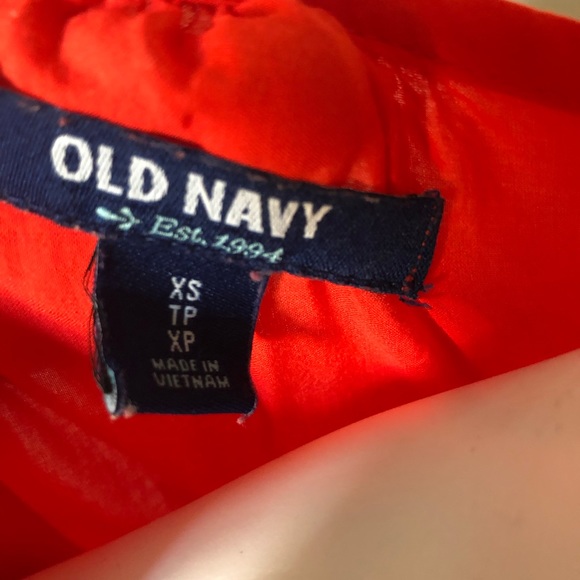 OLD NAVY
Est. 1994
XS
TP
XP
MADE IN
VIETNAM